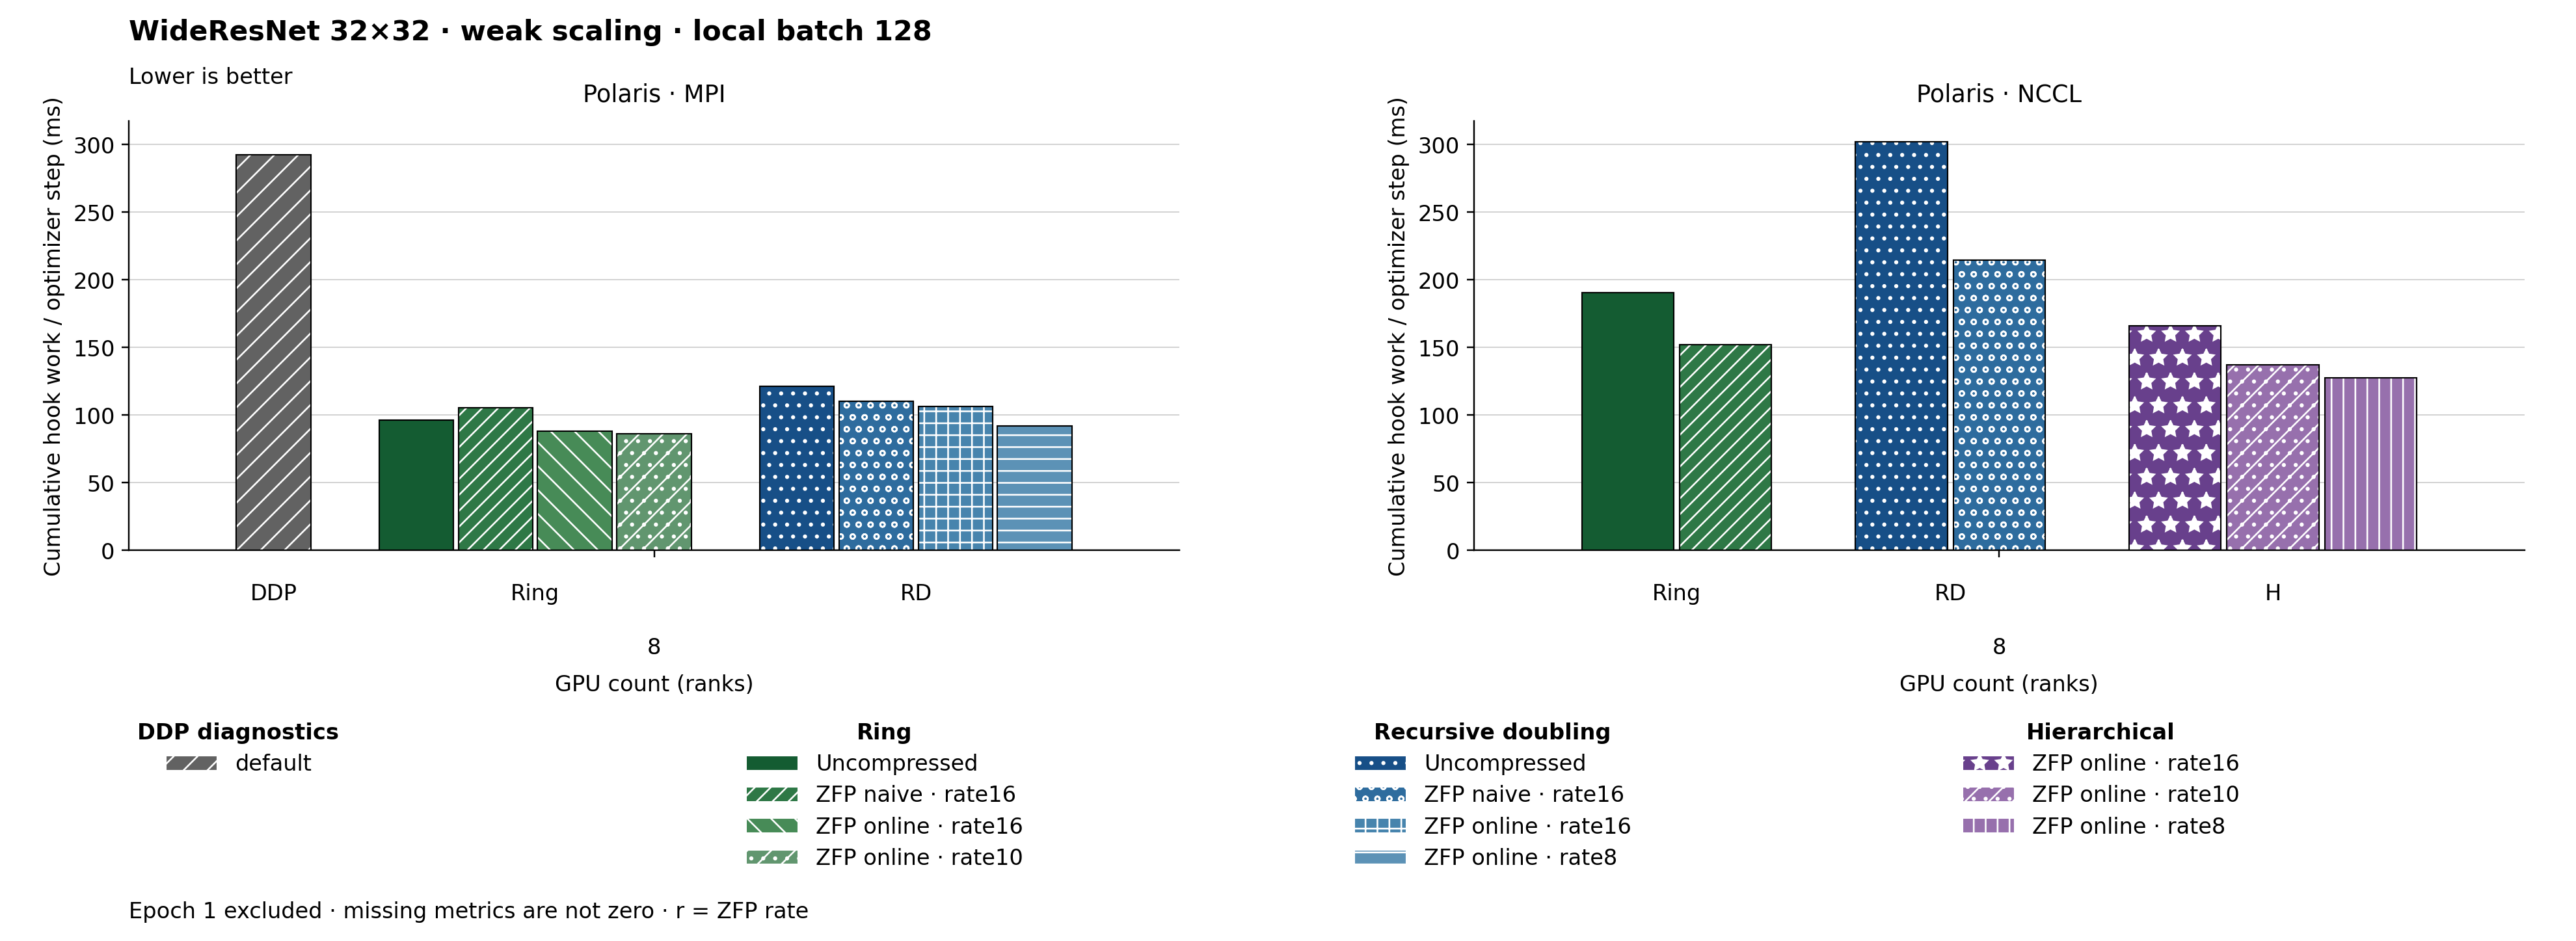 WideResNet 32×32 · weak scaling · local batch 128
Lower is better
Polaris · MPI
Cumulative hook work / optimizer step (ms)
300
250
200
150
100
50
0
DDP
Ring
RD
8
GPU count (ranks)
Polaris · NCCL
Cumulative hook work / optimizer step (ms)
300
250
200
150
100
50
0
Ring
RD
H
8
GPU count (ranks)
DDP diagnostics
default
Ring
Uncompressed
ZFP naive · rate16
ZFP online · rate16
ZFP online · rate10
Recursive doubling
Uncompressed
ZFP naive · rate16
ZFP online · rate16
ZFP online · rate8
Hierarchical
ZFP online · rate16
ZFP online · rate10
ZFP online · rate8
Epoch 1 excluded · missing metrics are not zero · r = ZFP rate